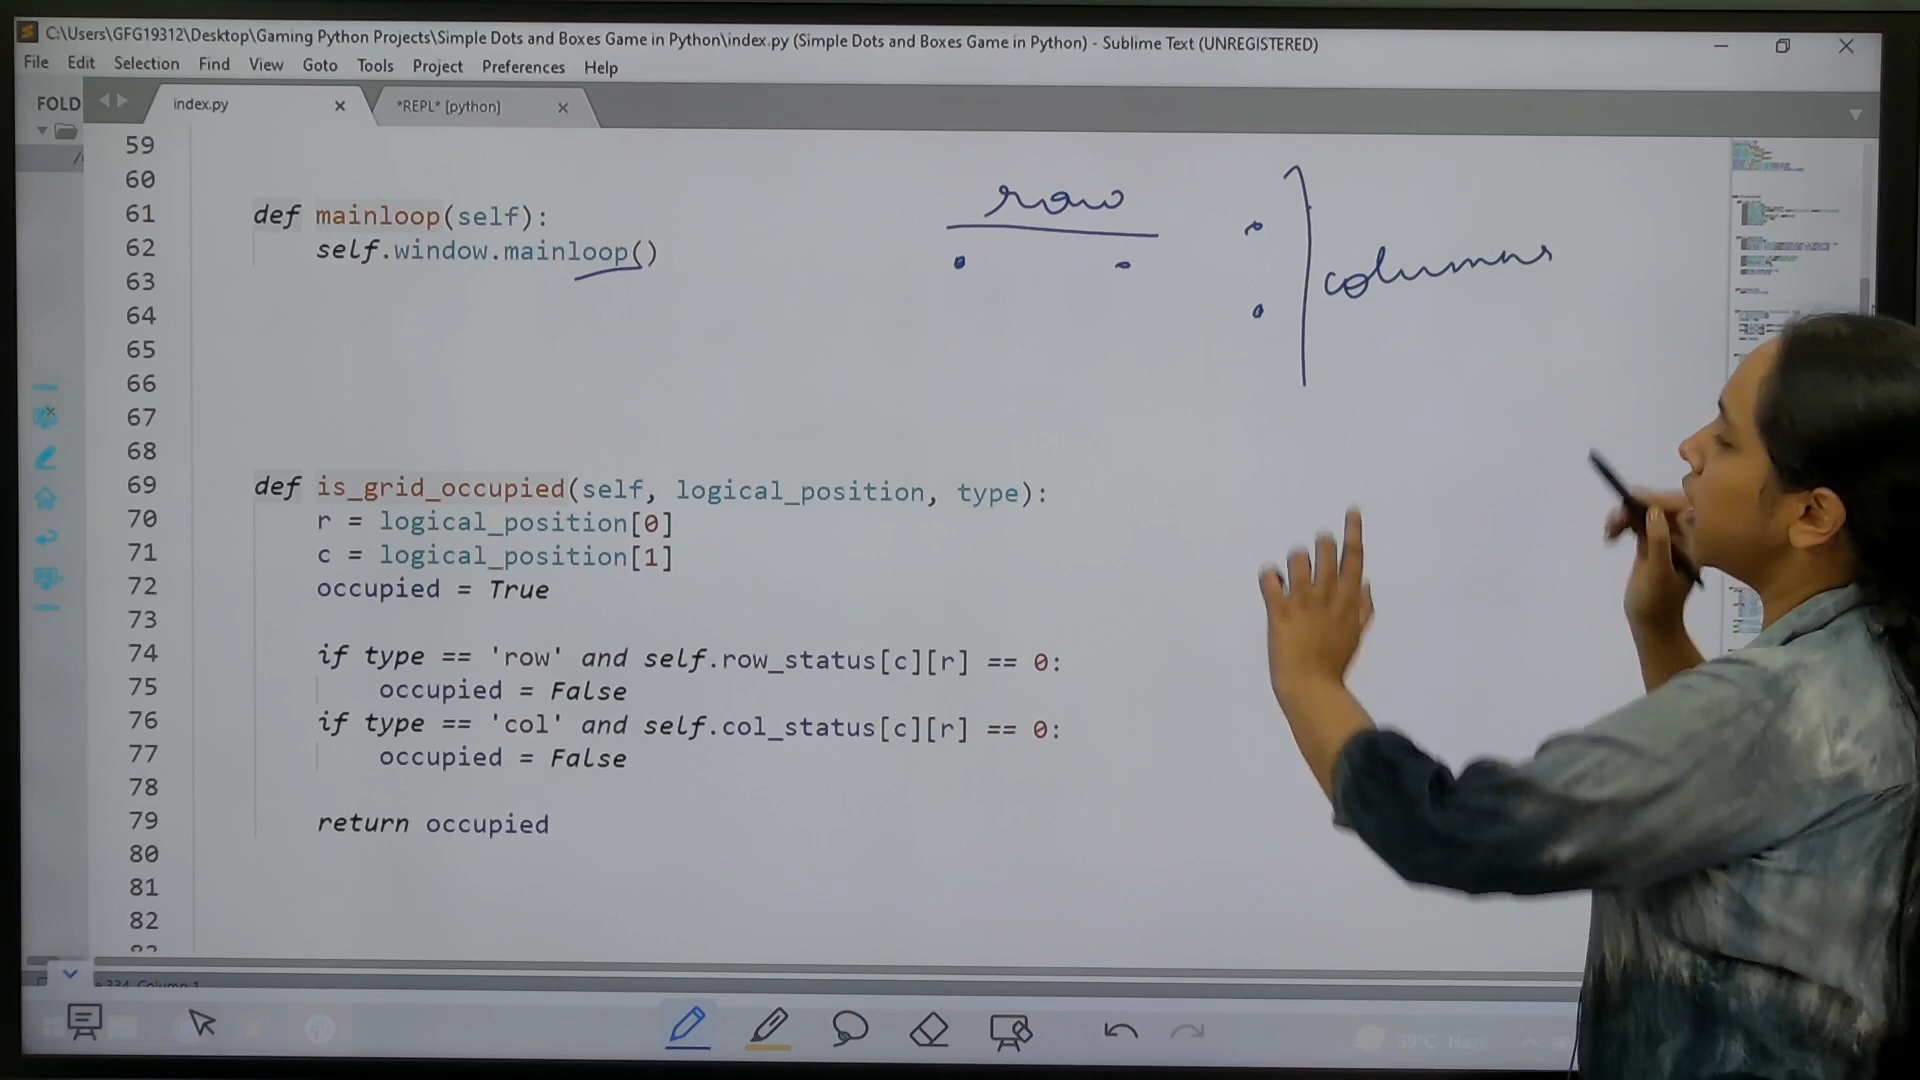 C:\Users\GFG19312\Desktop\Gaming Python Projects\Simple Dots and Boxes Game in Python\index.py (Simple Dots and Boxes Game in Python) - Sublime Text (UNREGISTERED)
File Edit Selection Find View Goto Tools Project Preferences Help
FOLD
index.py
*REPL* [python]
59
60
61 def mainloop(self):
62 self.window.mainloop()
63
64
65
66
67
68
69 def is_grid_occupied(self, logical_position, type):
70 r = logical_position[0]
71 c = logical_position[1]
72 occupied = True
73
74 if type == 'row' and self.row_status[c][r] == 0:
75 occupied = False
76 if type == 'col' and self.col_status[c][r] == 0:
77 occupied = False
78
79 return occupied
80
81
82
row
columns
39°C Haze